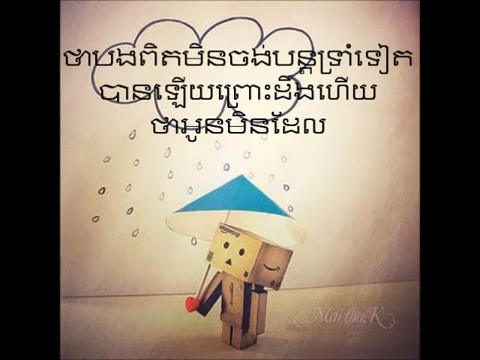 ថាបងពិតមិនចង់បន្តទ្រាំទៀត
បានឡើយព្រោះដឹងហើយ
ថាអូនមិនដែល
Martha.K